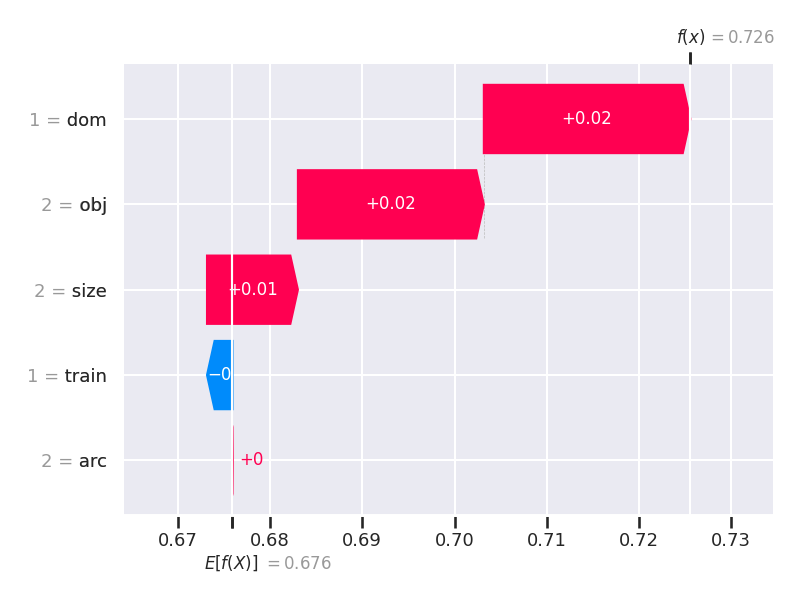 f(x) = 0.726
1 = dom
+0.02
2 = obj
+0.02
2 = size
+0.01
1 = train
−0
2 = arc
+0
0.67 0.68 0.69 0.70 0.71 0.72 0.73
E[f(X)] = 0.676